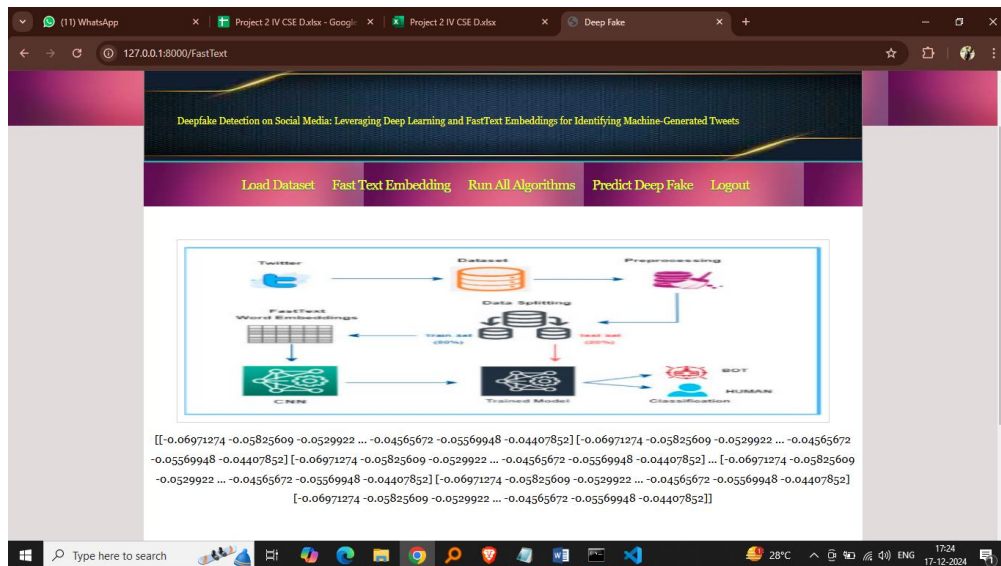 (11) WhatsApp
Project 2 IV CSE D.xlsx - Google
Project 2 IV CSE D.xlsx
Deep Fake
127.0.0.1:8000/FastText
Deepfake Detection on Social Media: Leveraging Deep Learning and FastText Embeddings for Identifying Machine-Generated Tweets
Load Dataset Fast Text Embedding Run All Algorithms Predict Deep Fake Logout
Twitter
Dataset
Preprocessing
FastText
Word Embeddings
Data Splitting
Train set
(80%)
test set
(20%)
BOT
HUMAN
CNN
Trained Model
Classification
[[-0.06971274 -0.05825609 -0.0529922 ... -0.04565672 -0.05569948 -0.04407852] [-0.06971274 -0.05825609 -0.0529922 ... -0.04565672
-0.05569948 -0.04407852] [-0.06971274 -0.05825609 -0.0529922 ... -0.04565672 -0.05569948 -0.04407852] ... [-0.06971274 -0.05825609
-0.0529922 ... -0.04565672 -0.05569948 -0.04407852] [-0.06971274 -0.05825609 -0.0529922 ... -0.04565672 -0.05569948 -0.04407852]
[-0.06971274 -0.05825609 -0.0529922 ... -0.04565672 -0.05569948 -0.04407852]]
Type here to search
28°C
ENG
17:24
17-12-2024